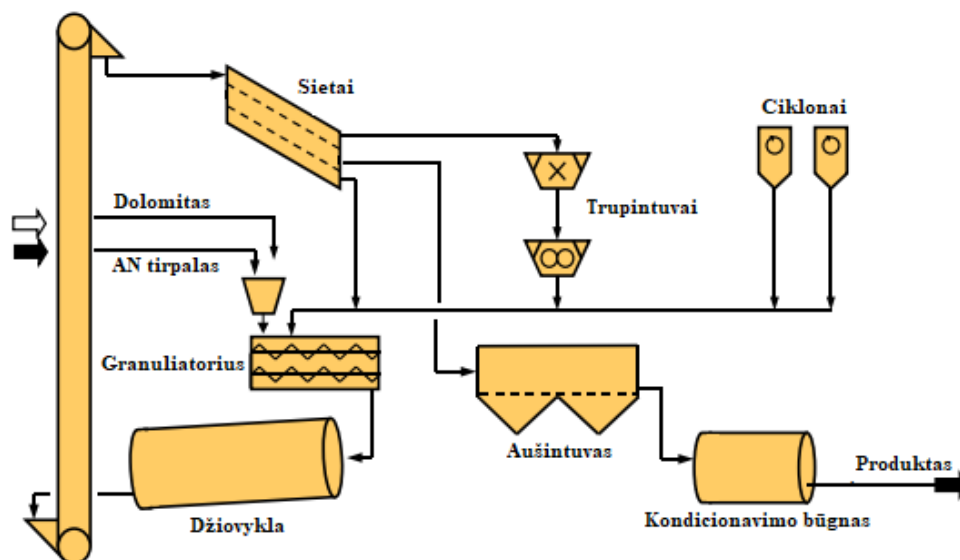 Sietai
Ciklonai
Dolomitas
Trupintuvai
AN tirpalas
Granuliatorius
Aušintuvas
Produktas
Džiovykla
Kondicionavimo būgnas